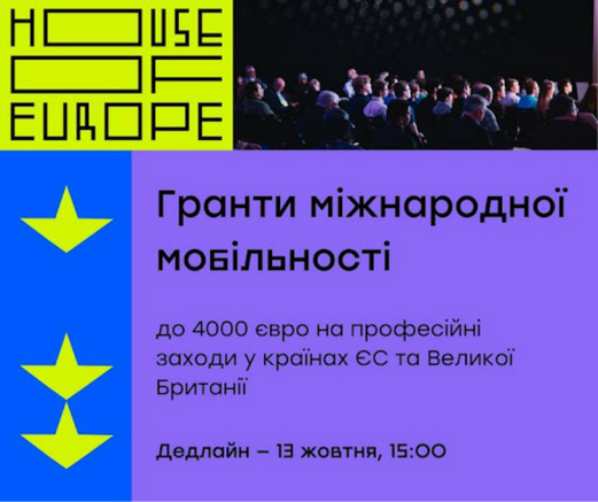 HOUSE
OF
EUROPE
Гранти міжнародної
мобільності
до 4000 євро на професійні
заходи у країнах ЄС та Великої
Британії
Дедлайн – 13 жовтня, 15:00